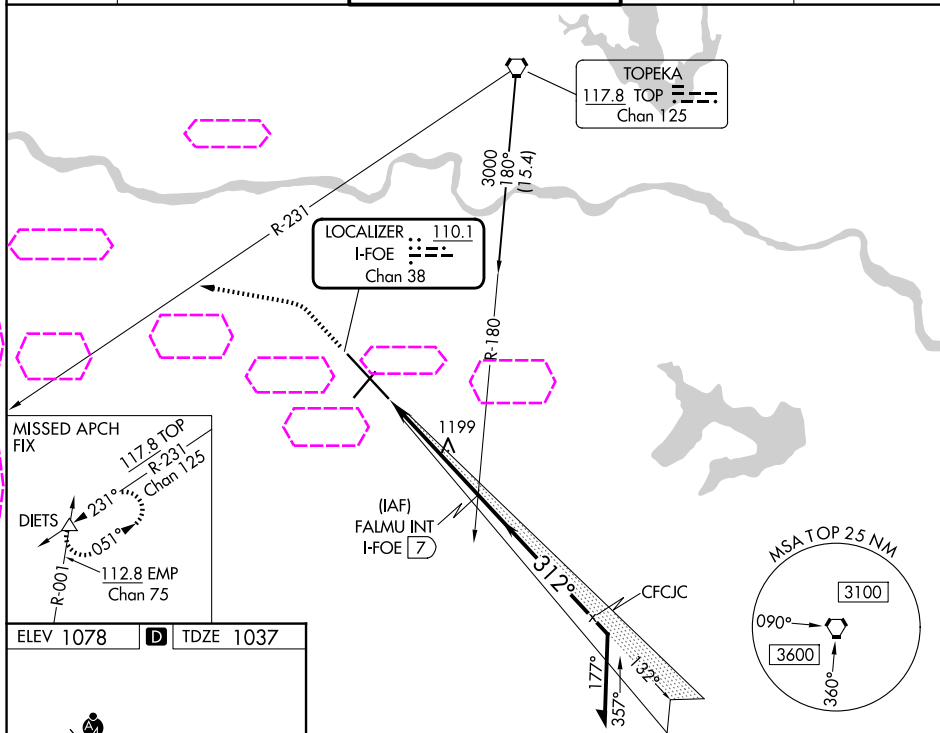 TOPEKA
117.8 TOP
Chan 125
3000
180°
(15.4)
R-231
LOCALIZER 110.1
I-FOE
Chan 38
R-180
1199
(IAF)
FALMU INT
I-FOE 7
312°
CFCJC
177°
357°
132°
MISSED APCH
FIX
117.8 TOP
R-231
Chan 125
231°
DIETS
051°
112.8 EMP
Chan 75
R-001
MSA TOP 25 NM
3100
090°
3600
360°
ELEV 1078 D TDZE 1037
A